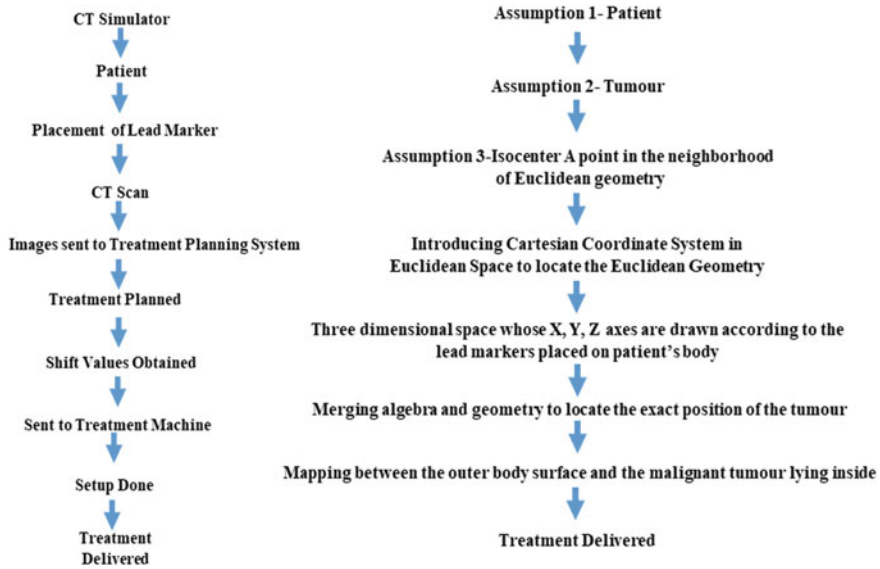 CT Simulator
Patient
Placement of Lead Marker
CT Scan
Images sent to Treatment Planning System
Treatment Planned
Shift Values Obtained
Sent to Treatment Machine
Setup Done
Treatment
Delivered
Assumption 1- Patient
Assumption 2- Tumour
Assumption 3-Isocenter A point in the neighborhood
of Euclidean geometry
Introducing Cartesian Coordinate System in
Euclidean Space to locate the Euclidean Geometry
Three dimensional space whose X, Y, Z axes are drawn according to the
lead markers placed on patient's body
Merging algebra and geometry to locate the exact position of the tumour
Mapping between the outer body surface and the malignant tumour lying inside
Treatment Delivered